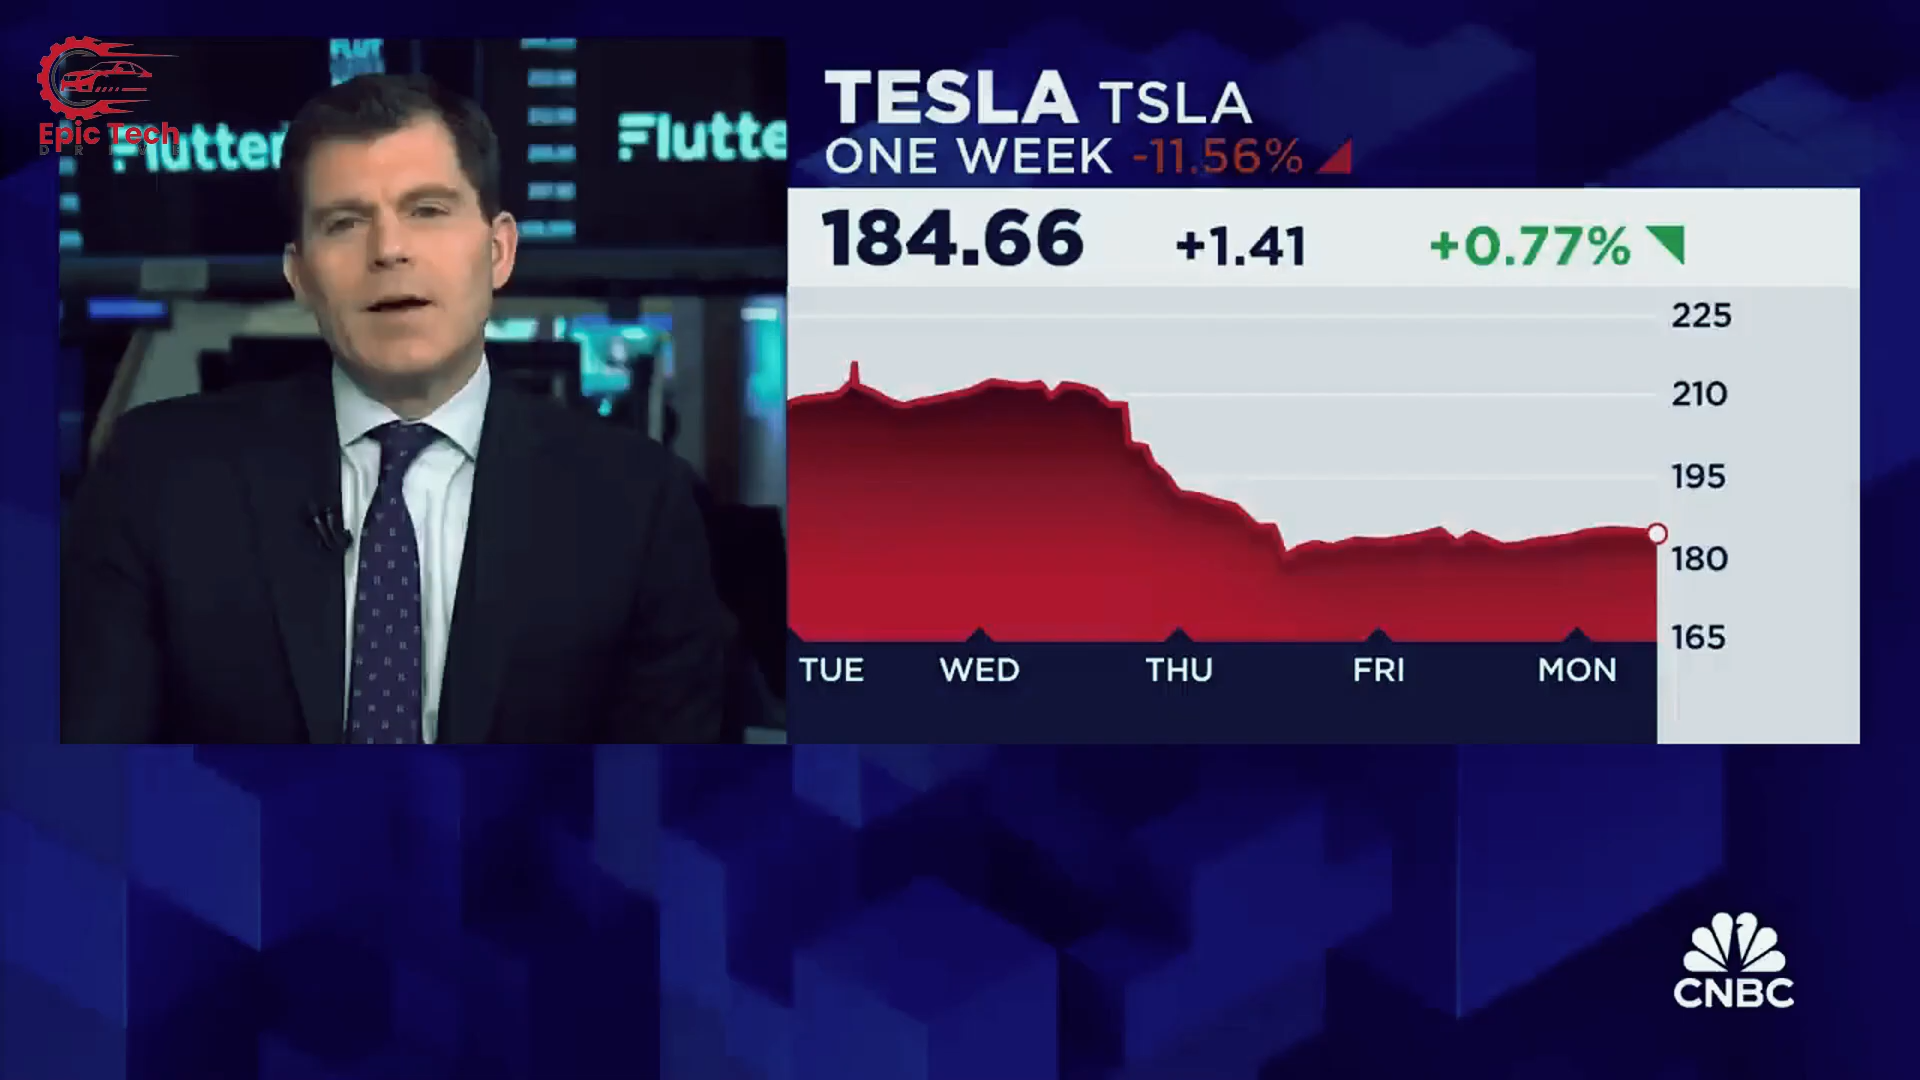 Epic Tech
D R I V E
Flutter
Flutte
TESLA TSLA
ONE WEEK -11.56%
184.66 +1.41 +0.77%
225
210
195
180
165
TUE WED THU FRI MON
CNBC